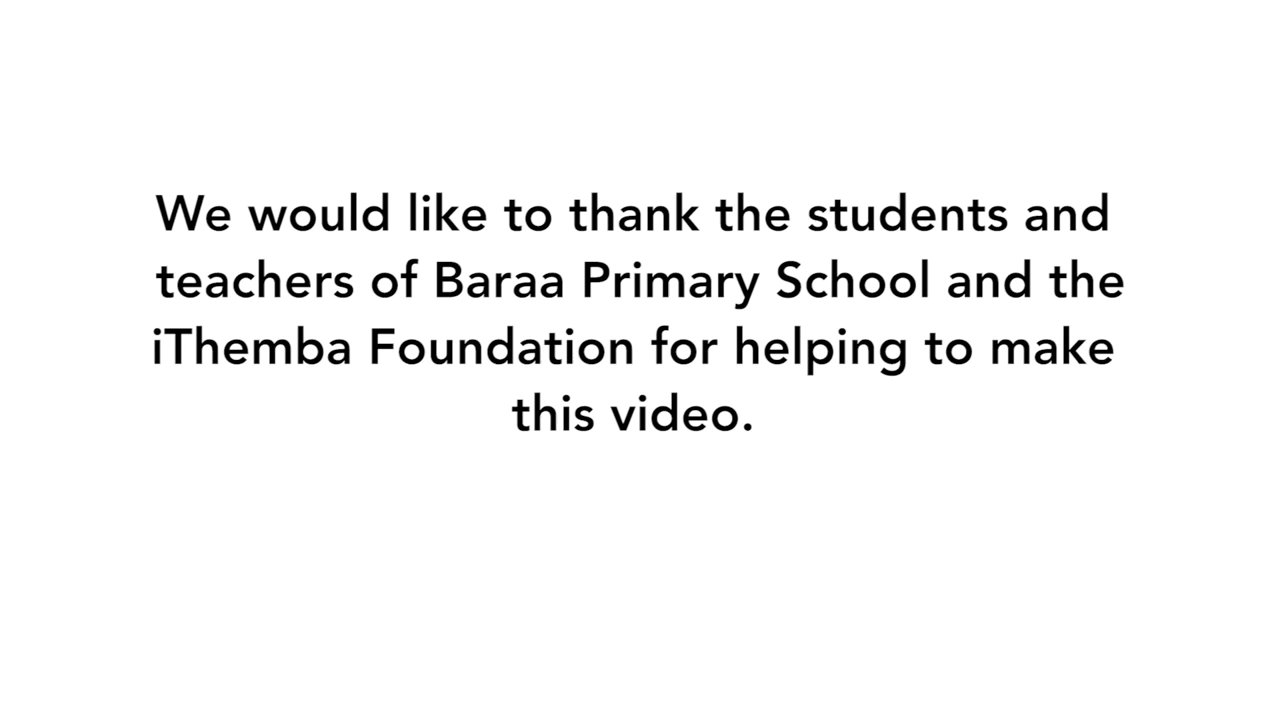 We would like to thank the students and
teachers of Baraa Primary School and the
iThemba Foundation for helping to make
this video.